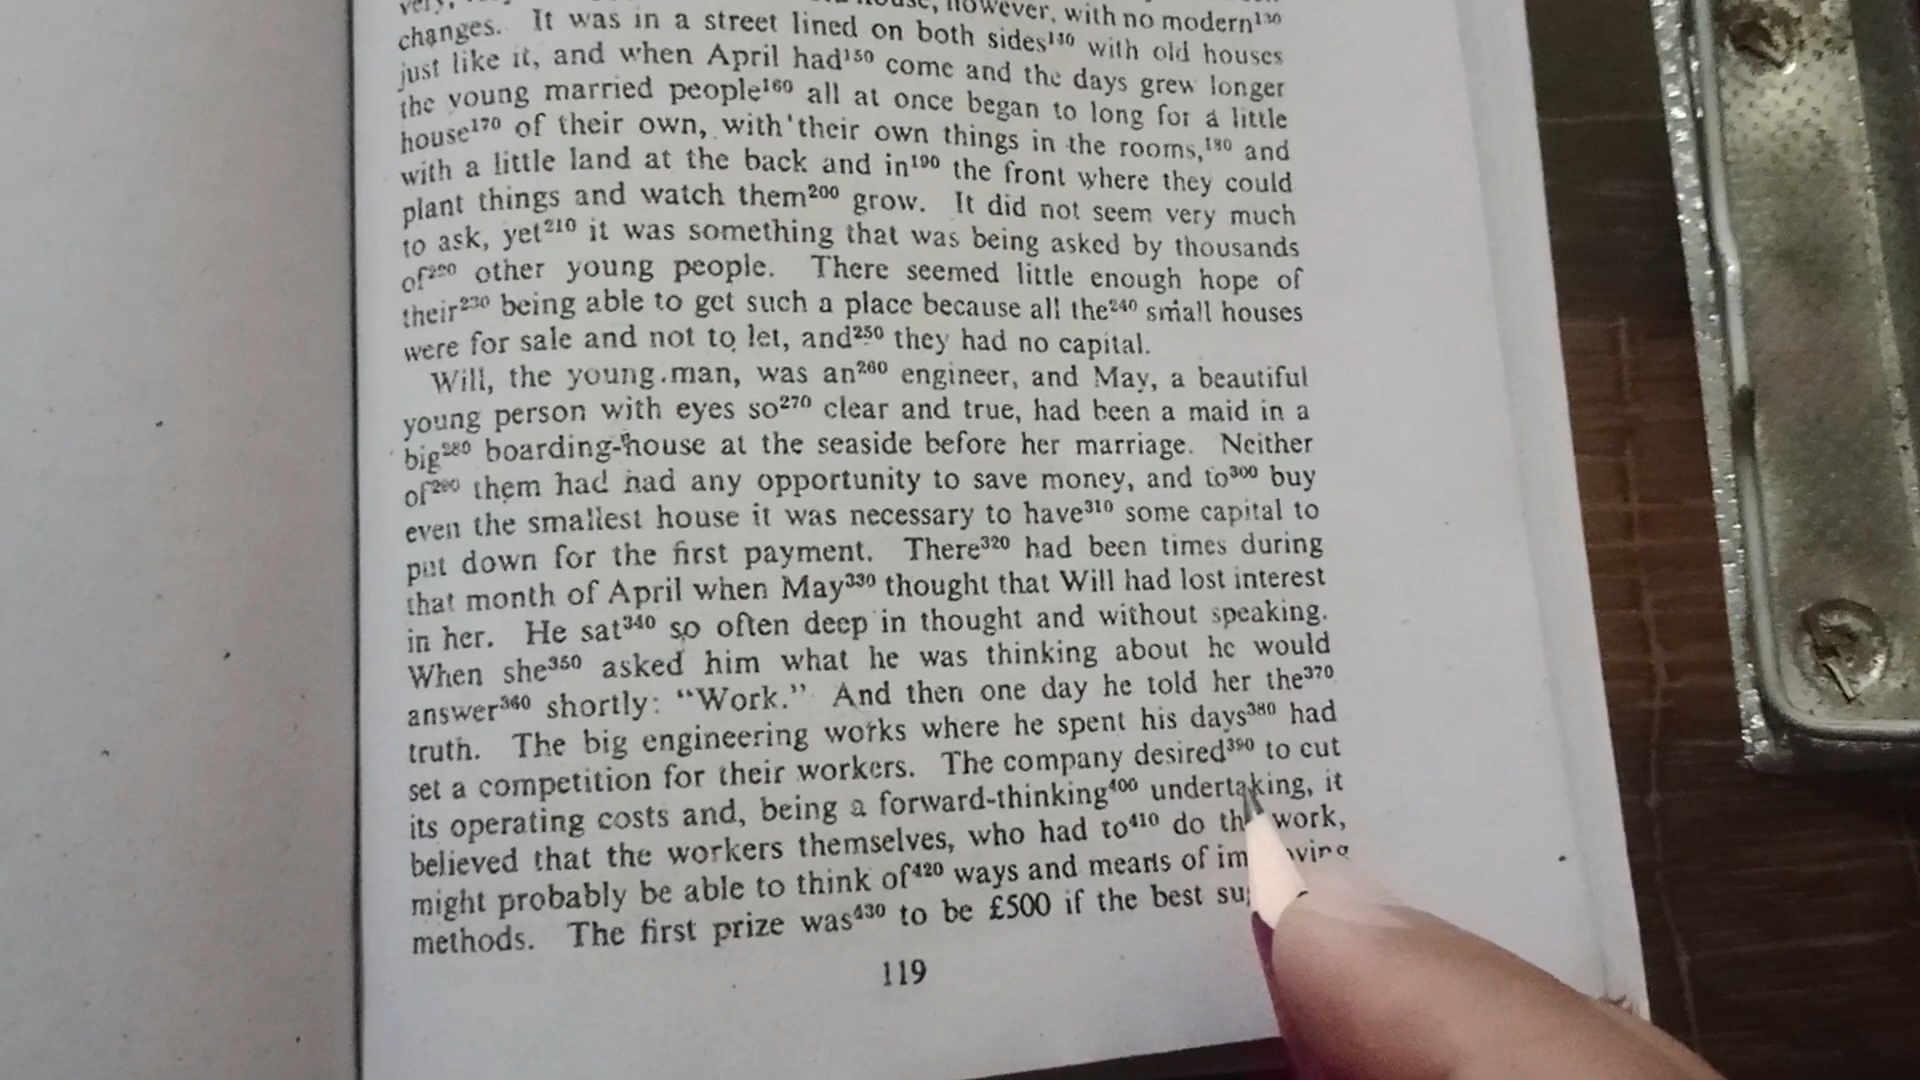 very, house, however, with no modern¹³⁰
changes. It was in a street lined on both sides¹⁴⁰ with old houses
just like it, and when April had¹⁵⁰ come and the days grew longer
the young married people¹⁶⁰ all at once began to long for a little
house¹⁷⁰ of their own, with their own things in the rooms,¹⁸⁰ and
with a little land at the back and in¹⁹⁰ the front where they could
plant things and watch them²⁰⁰ grow. It did not seem very much
to ask, yet²¹⁰ it was something that was being asked by thousands
of²²⁰ other young people. There seemed little enough hope of
their²³⁰ being able to get such a place because all the²⁴⁰ small houses
were for sale and not to let, and²⁵⁰ they had no capital.
Will, the young man, was an²⁶⁰ engineer, and May, a beautiful
young person with eyes so²⁷⁰ clear and true, had been a maid in a
big²⁸⁰ boarding-house at the seaside before her marriage. Neither
of²⁹⁰ them had had any opportunity to save money, and to³⁰⁰ buy
even the smallest house it was necessary to have³¹⁰ some capital to
put down for the first payment. There³²⁰ had been times during
that month of April when May³³⁰ thought that Will had lost interest
in her. He sat³⁴⁰ so often deep in thought and without speaking.
When she³⁵⁰ asked him what he was thinking about he would
answer³⁶⁰ shortly: “Work.” And then one day he told her the³⁷⁰
truth. The big engineering works where he spent his days³⁸⁰ had
set a competition for their workers. The company desired³⁹⁰ to cut
its operating costs and, being a forward-thinking⁴⁰⁰ undertaking, it
believed that the workers themselves, who had to⁴¹⁰ do the work,
might probably be able to think of⁴²⁰ ways and means of improving
methods. The first prize was⁴³⁰ to be £500 if the best
119